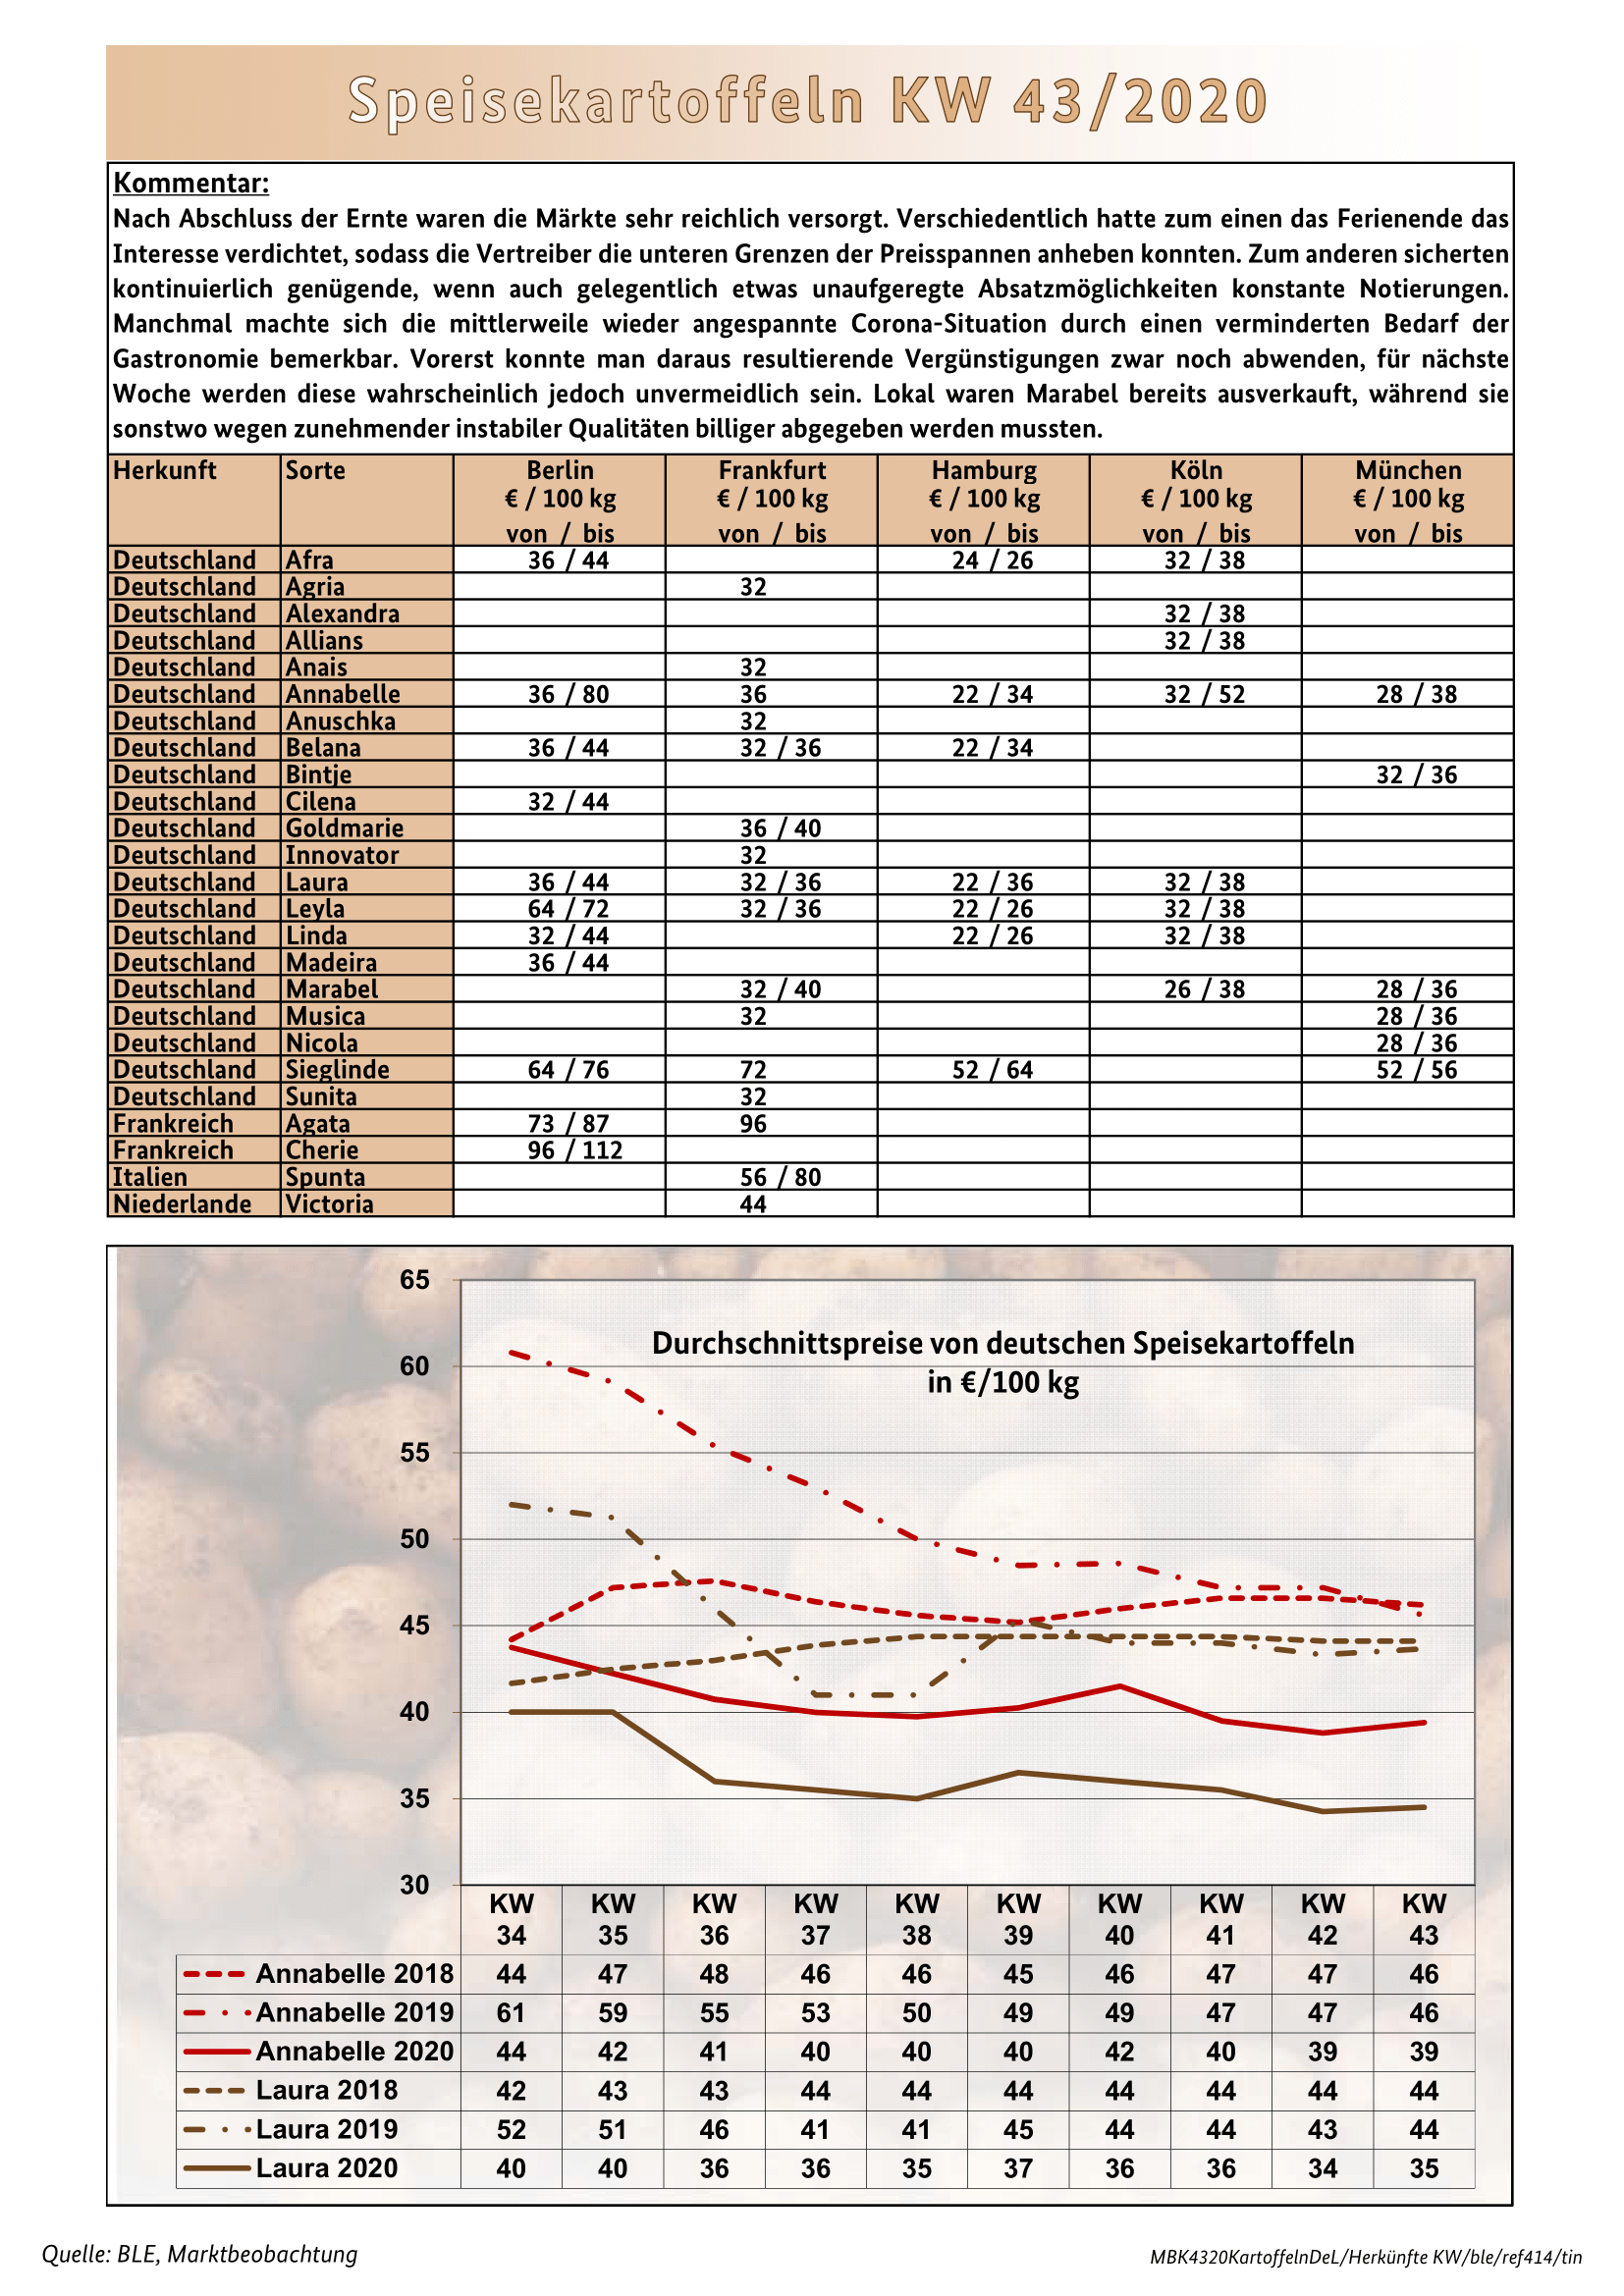 Speisekartoffeln KW 43/2020
Kommentar:
Nach Abschluss der Ernte waren die Märkte sehr reichlich versorgt. Verschiedentlich hatte zum einen das Ferienende das
Interesse verdichtet, sodass die Vertreiber die unteren Grenzen der Preisspannen anheben konnten. Zum anderen sicherten
kontinuierlich genügende, wenn auch gelegentlich etwas unaufgeregte Absatzmöglichkeiten konstante Notierungen.
Manchmal machte sich die mittlerweile wieder angespannte Corona-Situation durch einen verminderten Bedarf der
Gastronomie bemerkbar. Vorerst konnte man daraus resultierende Vergünstigungen zwar noch abwenden, für nächste
Woche werden diese wahrscheinlich jedoch unvermeidlich sein. Lokal waren Marabel bereits ausverkauft, während sie
sonstwo wegen zunehmender instabiler Qualitäten billiger abgegeben werden mussten.
Herkunft Sorte Berlin Frankfurt Hamburg Köln München
€ / 100 kg € / 100 kg € / 100 kg € / 100 kg € / 100 kg
von / bis von / bis von / bis von / bis von / bis
Deutschland Afra 36 / 44 24 / 26 32 / 38
Deutschland Agria 32
Deutschland Alexandra 32 / 38
Deutschland Allians 32 / 38
Deutschland Anais 32
Deutschland Annabelle 36 / 80 36 22 / 34 32 / 52 28 / 38
Deutschland Anuschka 32
Deutschland Belana 36 / 44 32 / 36 22 / 34
Deutschland Bintje 32 / 36
Deutschland Cilena 32 / 44
Deutschland Goldmarie 36 / 40
Deutschland Innovator 32
Deutschland Laura 36 / 44 32 / 36 22 / 36 32 / 38
Deutschland Leyla 64 / 72 32 / 36 22 / 26 32 / 38
Deutschland Linda 32 / 44 22 / 26 32 / 38
Deutschland Madeira 36 / 44
Deutschland Marabel 32 / 40 26 / 38 28 / 36
Deutschland Musica 32 28 / 36
Deutschland Nicola 28 / 36
Deutschland Sieglinde 64 / 76 72 52 / 64 52 / 56
Deutschland Sunita 32
Frankreich Agata 73 / 87 96
Frankreich Cherie 96 / 112
Italien Spunta 56 / 80
Niederlande Victoria 44
Durchschnittspreise von deutschen Speisekartoffeln
in €/100 kg
65
60
55
50
45
40
35
30
KW KW KW KW KW KW KW KW KW KW
34 35 36 37 38 39 40 41 42 43
Annabelle 2018 44 47 48 46 46 45 46 47 47 46
Annabelle 2019 61 59 55 53 50 49 49 47 47 46
Annabelle 2020 44 42 41 40 40 40 42 40 39 39
Laura 2018 42 43 43 44 44 44 44 44 44 44
Laura 2019 52 51 46 41 41 45 44 44 43 44
Laura 2020 40 40 36 36 35 37 36 36 34 35
Quelle: BLE, Marktbeobachtung
MBK4320KartoffelnDeL/Herkünfte KW/ble/ref414/tin